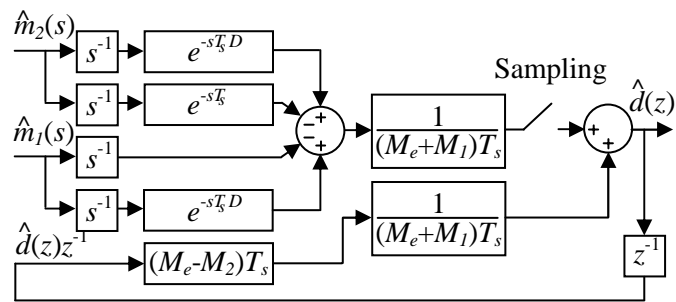 m̂₂(s)
s⁻¹
e^{-sTₛD}
s⁻¹
e^{-sTₛ}
m̂₁(s)
s⁻¹
s⁻¹
e^{-sTₛD}
+
−
−
+
1
(Mₑ+M₁)Tₛ
Sampling
d̂(z)
+
+
d̂(z)z⁻¹
(Mₑ-M₂)Tₛ
1
(Mₑ+M₁)Tₛ
z⁻¹